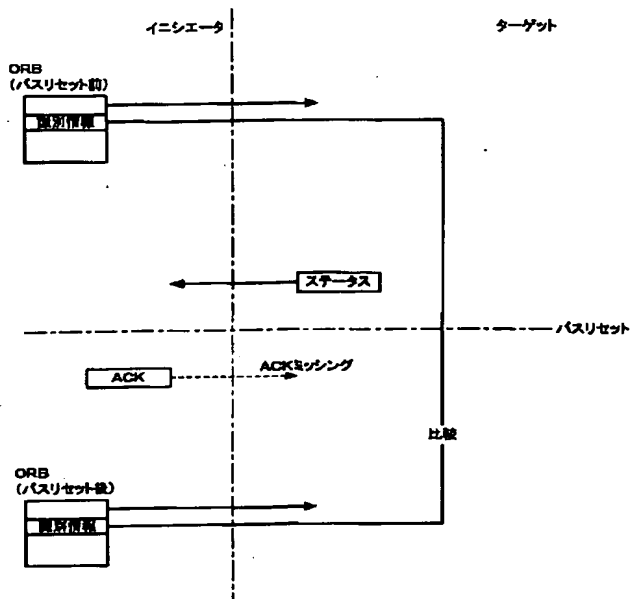 イニシエータ
ターゲット
ORB
(バスリセット前)
識別情報
ステータス
バスリセット
ACK
ACKミッシング
比較
ORB
(バスリセット後)
識別情報